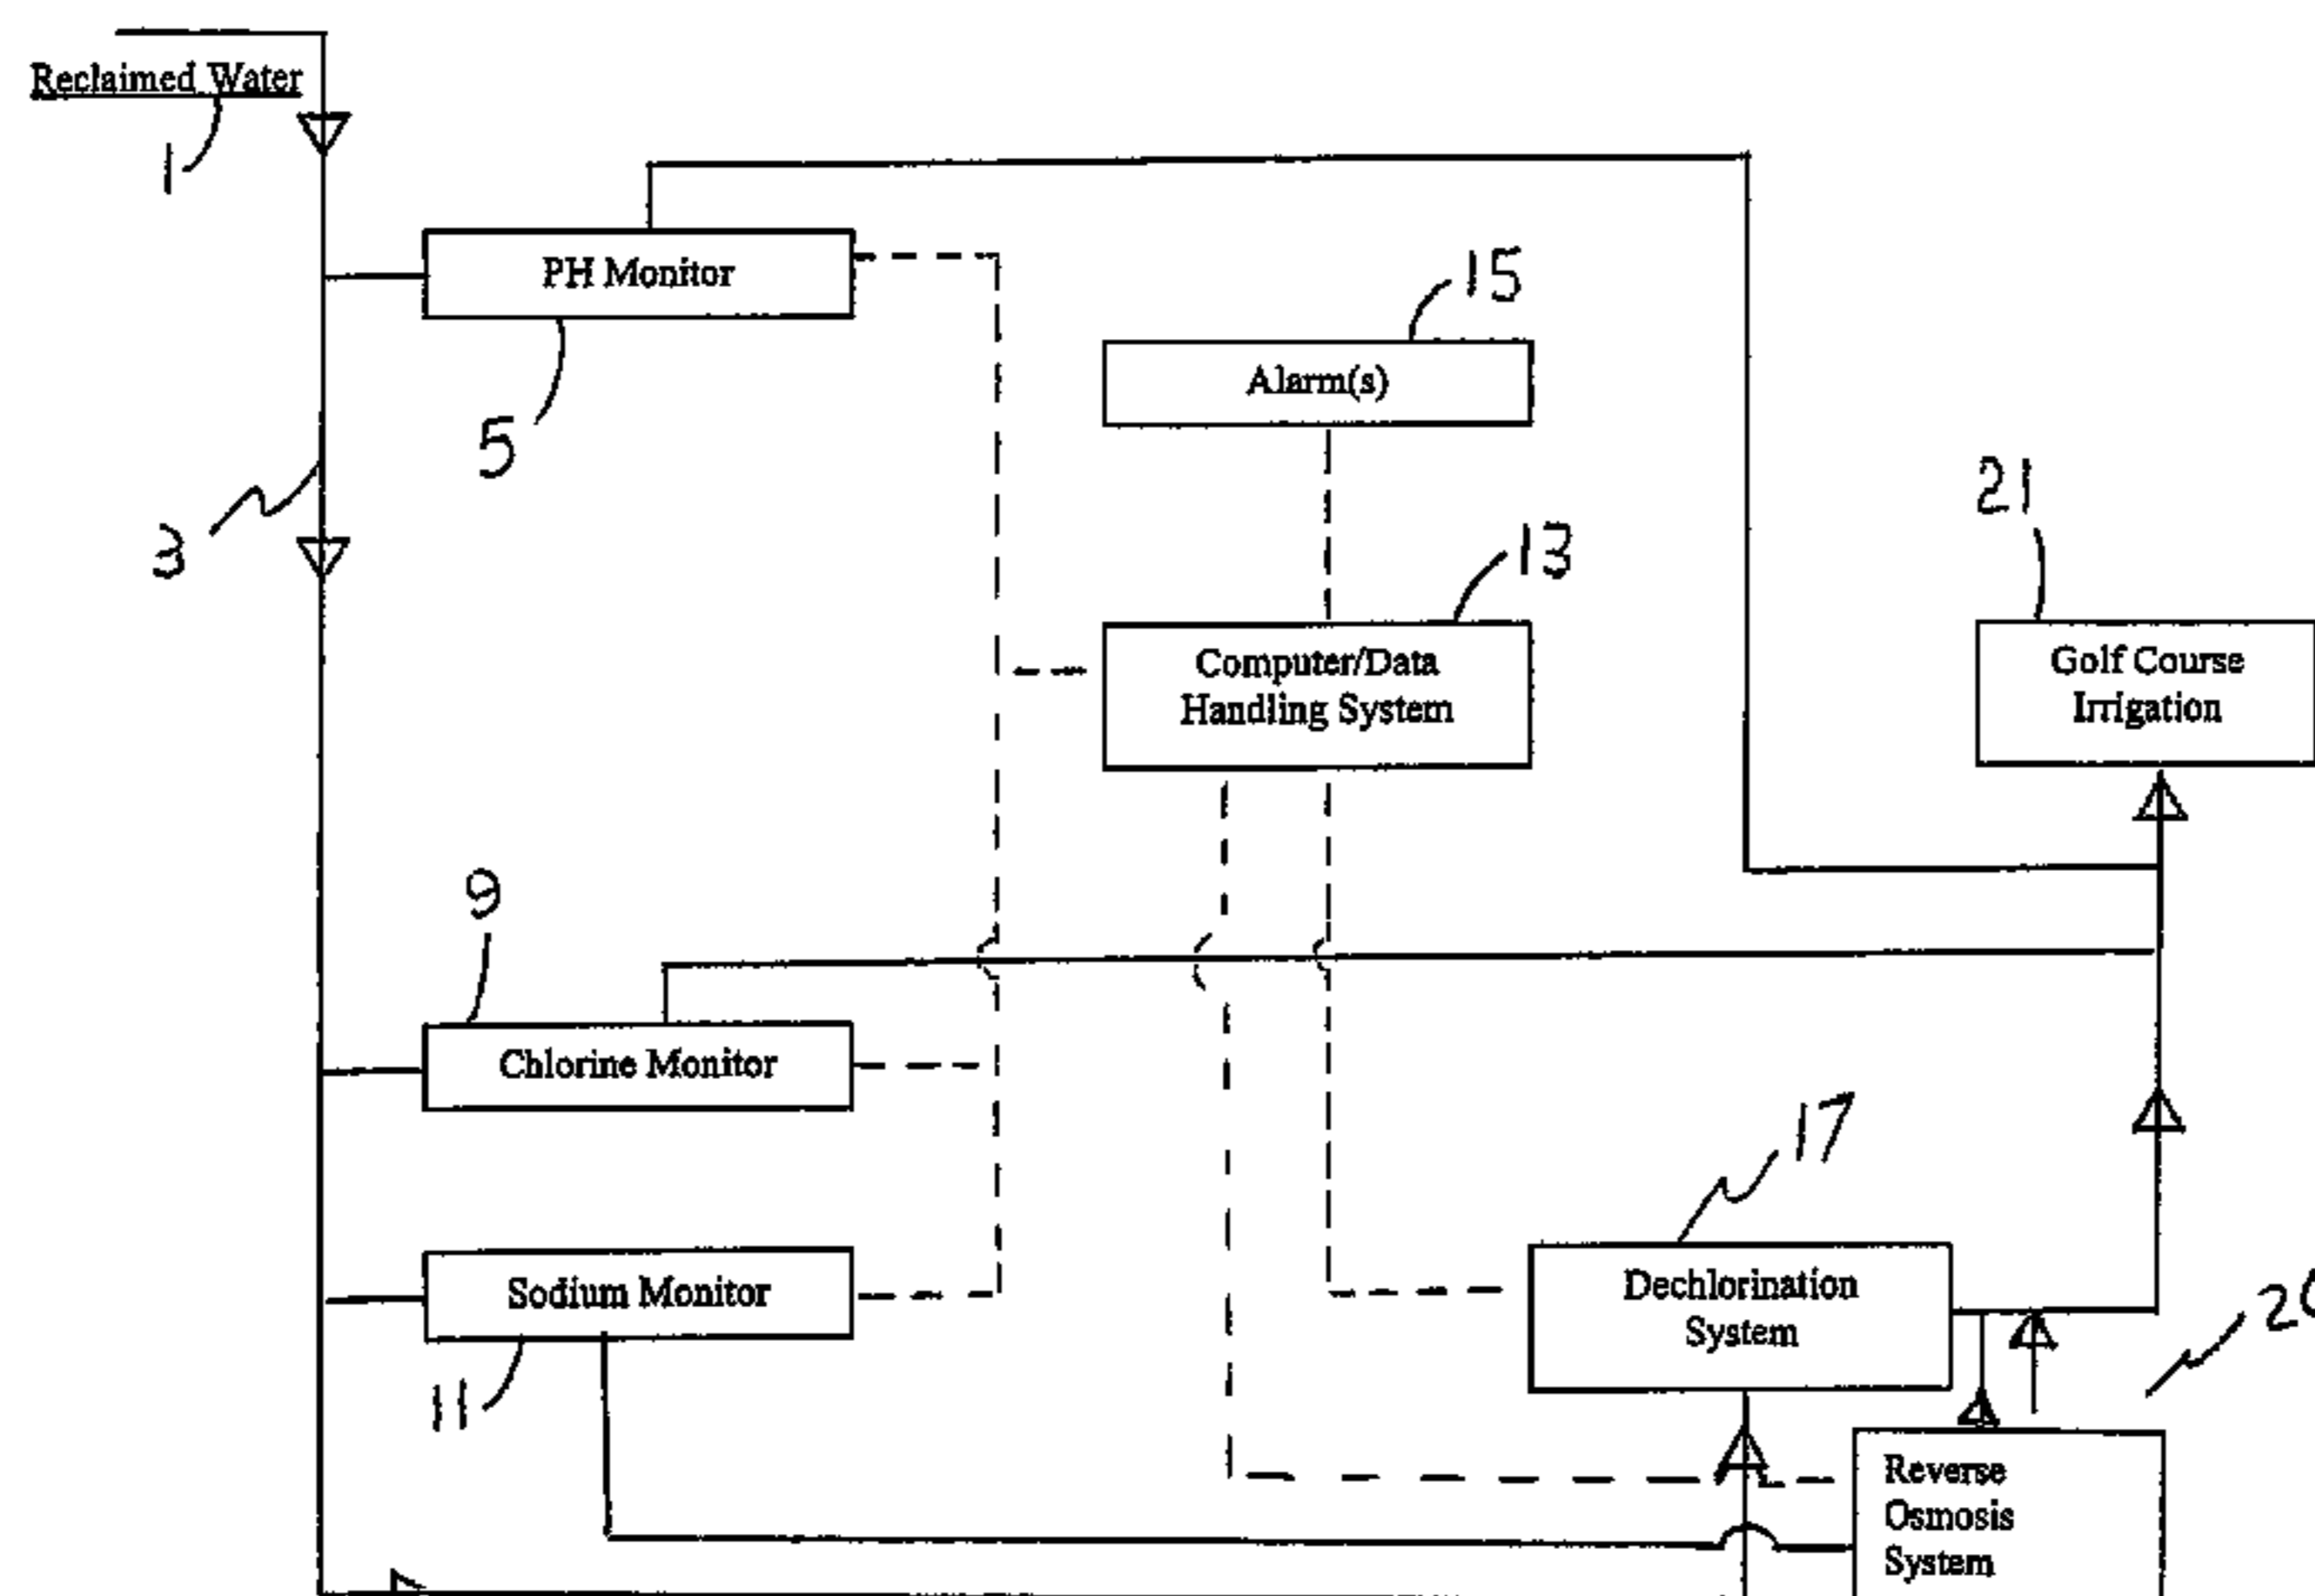 Reclaimed Water
1
PH Monitor
5
15
Alarm(s)
3
13
21
Computer/Data
Handling System
Golf Course
Irrigation
9
Chlorine Monitor
17
Sodium Monitor
11
Dechlorination
System
Reverse
Osmosis
System